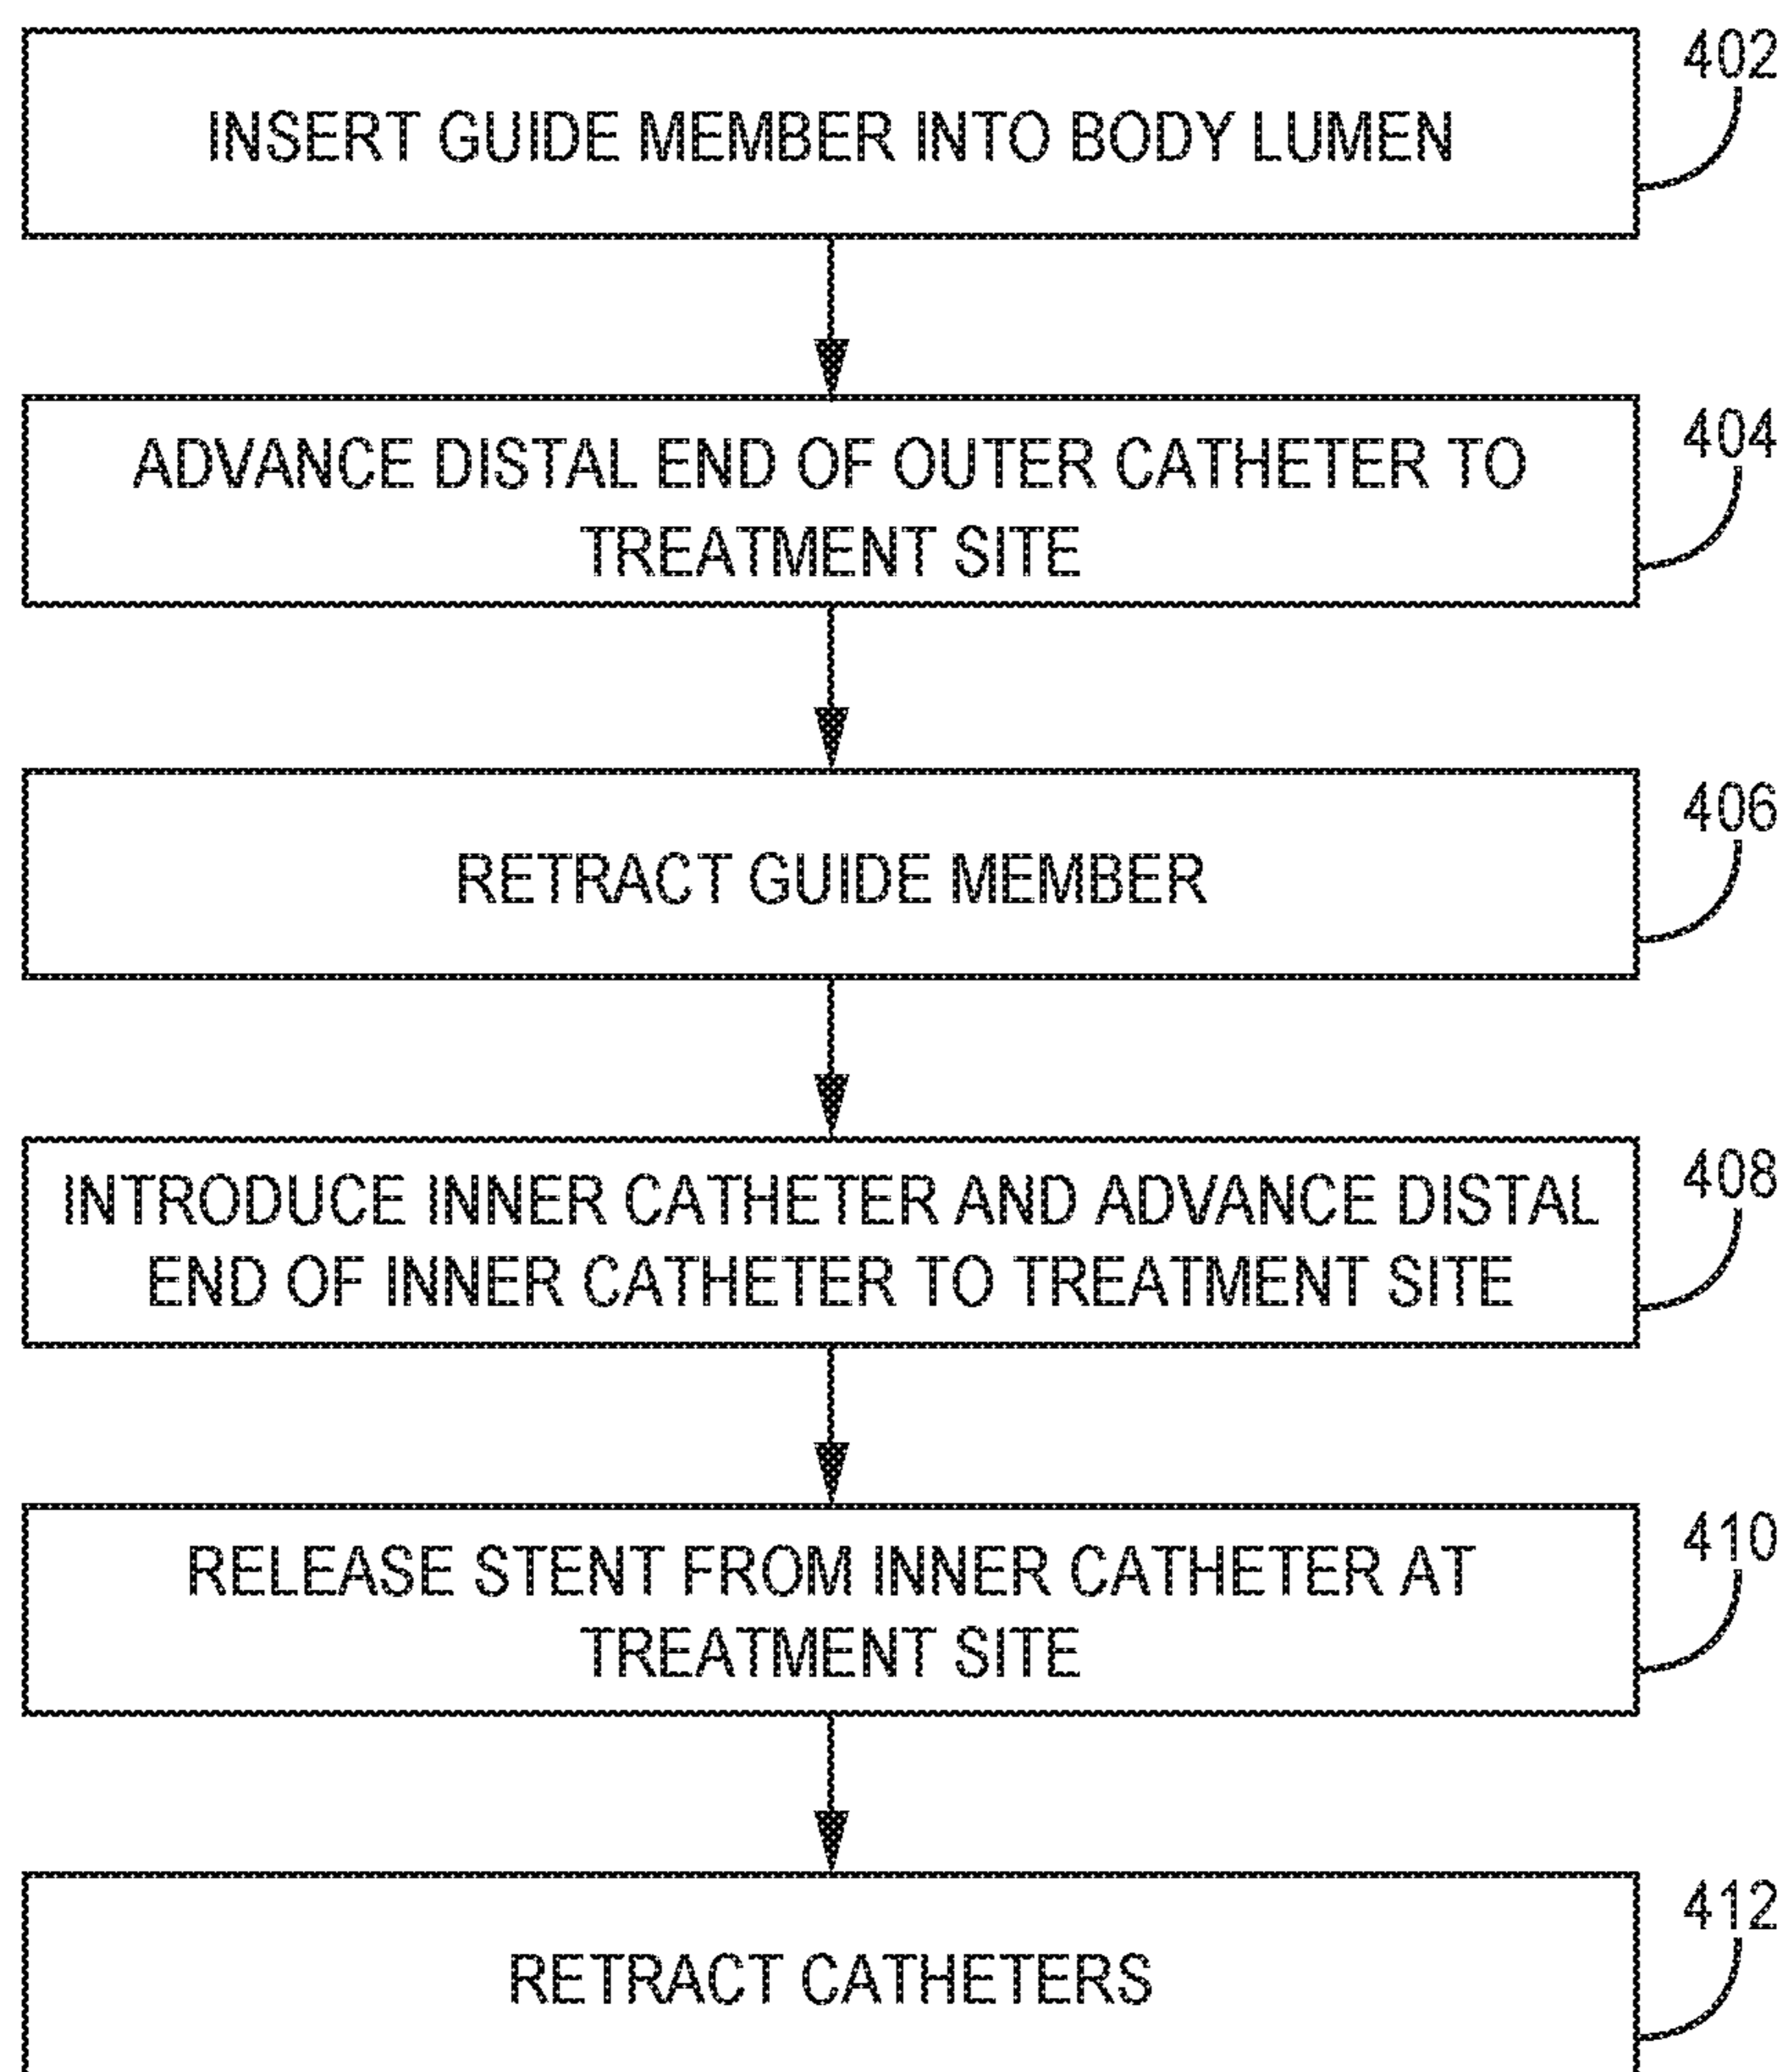 402
INSERT GUIDE MEMBER INTO BODY LUMEN
404
ADVANCE DISTAL END OF OUTER CATHETER TO
TREATMENT SITE
406
RETRACT GUIDE MEMBER
408
INTRODUCE INNER CATHETER AND ADVANCE DISTAL
END OF INNER CATHETER TO TREATMENT SITE
410
RELEASE STENT FROM INNER CATHETER AT
TREATMENT SITE
412
RETRACT CATHETERS